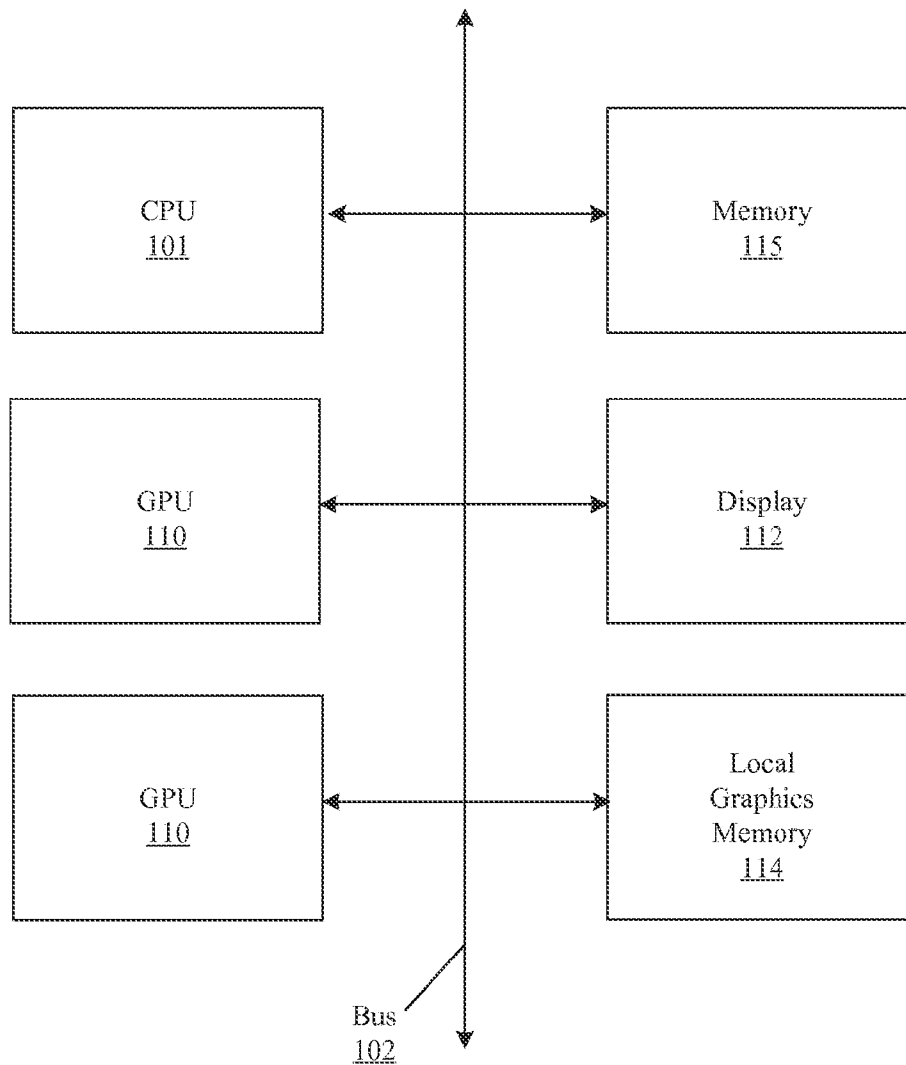 CPU
101
Memory
115
GPU
110
Display
112
GPU
110
Local
Graphics
Memory
114
Bus
102